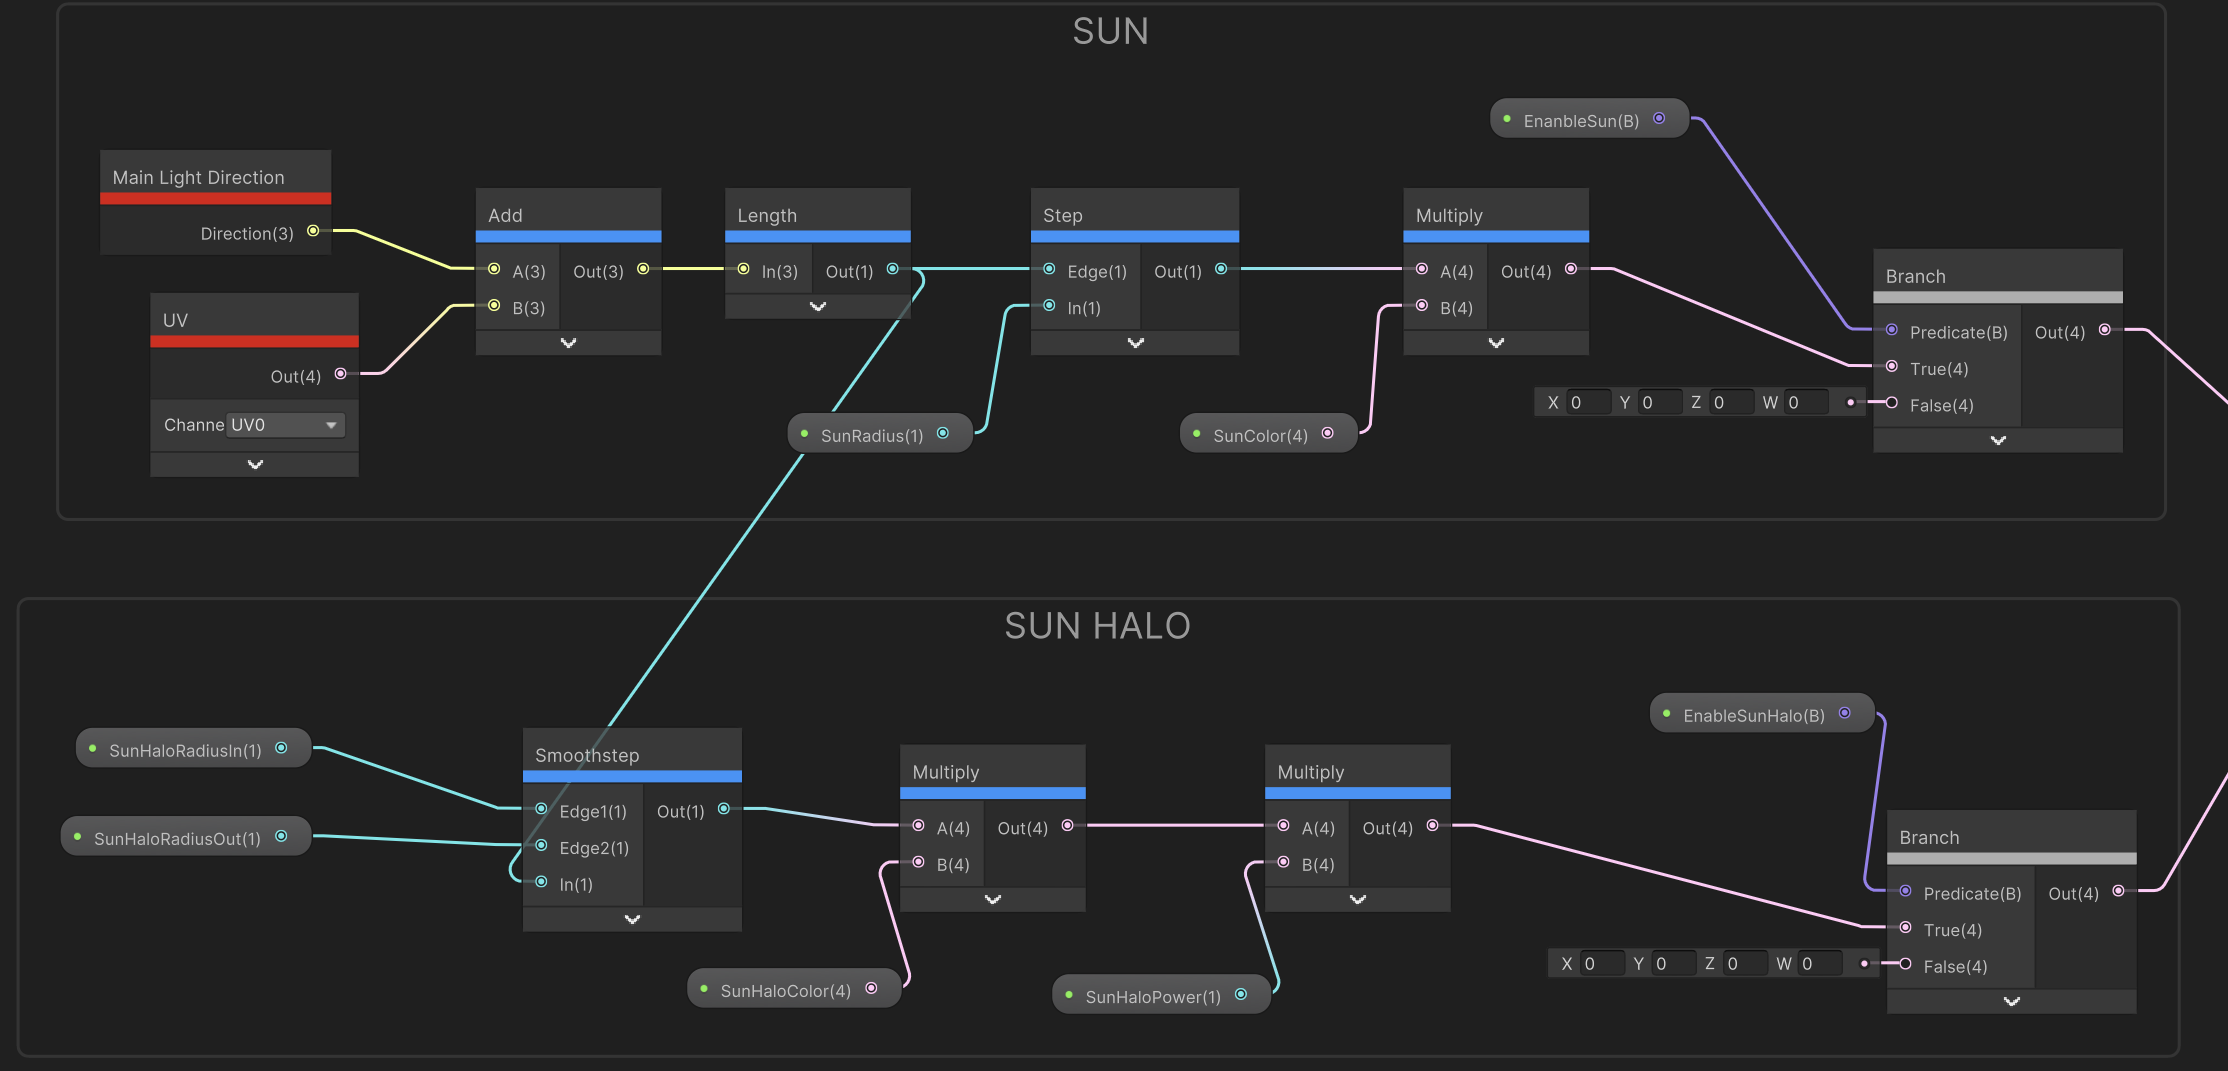 SUN
EnanbleSun(B)
Main Light Direction
Direction(3)
UV
Out(4)
Channe UV0
Add
A(3) Out(3)
B(3)
Length
In(3) Out(1)
Step
Edge(1) Out(1)
In(1)
Multiply
A(4) Out(4)
B(4)
SunRadius(1)
SunColor(4)
Branch
Predicate(B) Out(4)
True(4)
X 0 Y 0 Z 0 W 0 False(4)
SUN HALO
EnableSunHalo(B)
SunHaloRadiusIn(1)
SunHaloRadiusOut(1)
Smoothstep
Edge1(1) Out(1)
Edge2(1)
In(1)
Multiply
A(4) Out(4)
B(4)
Multiply
A(4) Out(4)
B(4)
SunHaloColor(4)
SunHaloPower(1)
Branch
Predicate(B) Out(4)
True(4)
X 0 Y 0 Z 0 W 0 False(4)